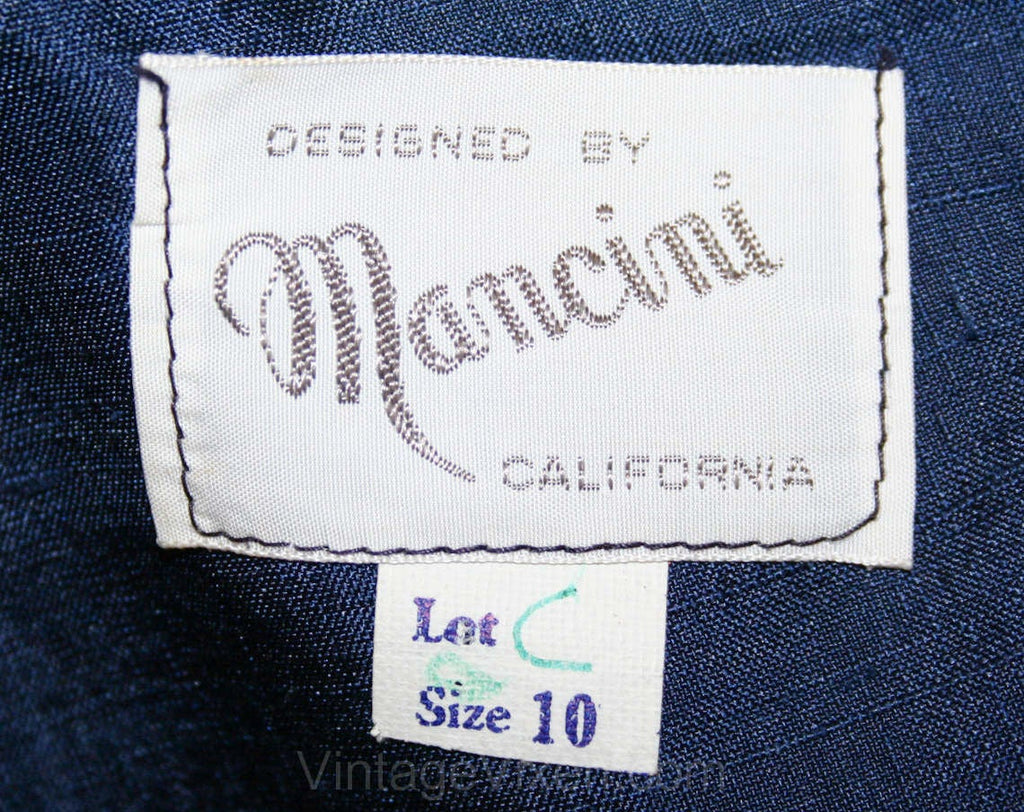 DESIGNED BY
Mancini
CALIFORNIA
Lot C
Size 10
VintageVixen.com